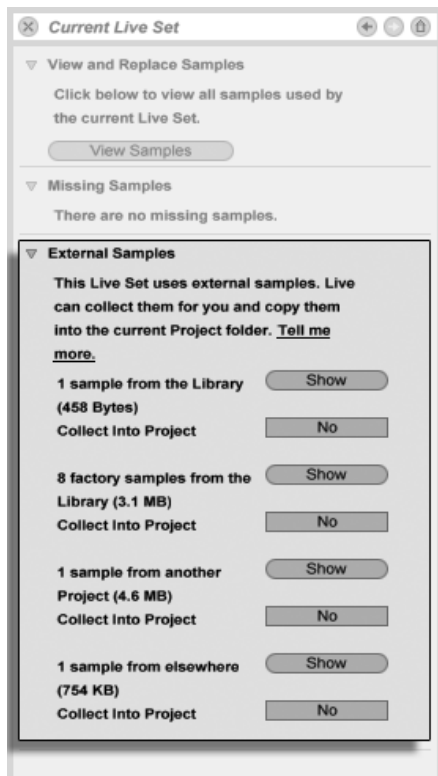 Current Live Set
View and Replace Samples
Click below to view all samples used by
the current Live Set.
View Samples
Missing Samples
There are no missing samples.
External Samples
This Live Set uses external samples. Live
can collect them for you and copy them
into the current Project folder. Tell me
more.
1 sample from the Library Show
(458 Bytes)
Collect Into Project No
8 factory samples from the Show
Library (3.1 MB)
Collect Into Project No
1 sample from another Show
Project (4.6 MB)
Collect Into Project No
1 sample from elsewhere Show
(754 KB)
Collect Into Project No